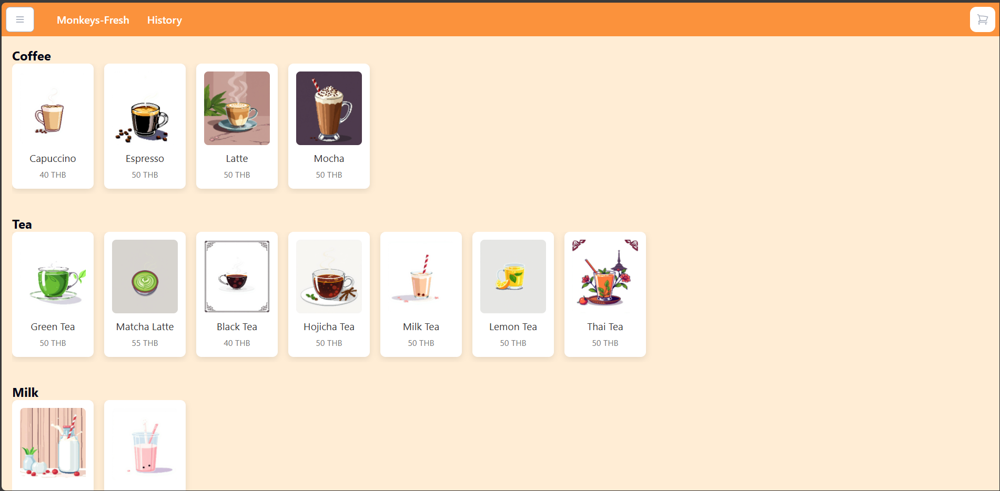 Monkeys-Fresh History
Coffee
Capuccino Espresso Latte Mocha
40 THB 50 THB 50 THB 50 THB
Tea
Green Tea Matcha Latte Black Tea Hojicha Tea Milk Tea Lemon Tea Thai Tea
50 THB 55 THB 40 THB 50 THB 50 THB 50 THB 50 THB
Milk